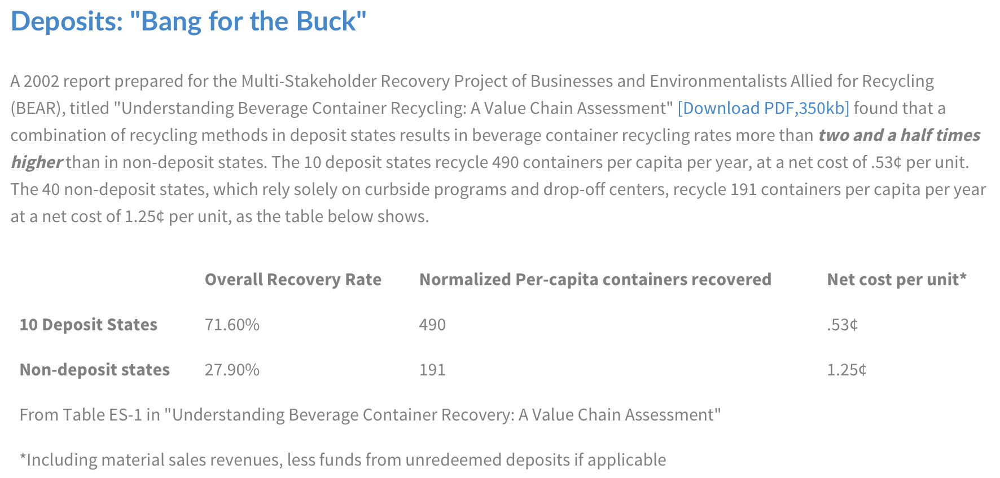 Deposits: "Bang for the Buck"
A 2002 report prepared for the Multi-Stakeholder Recovery Project of Businesses and Environmentalists Allied for Recycling
(BEAR), titled "Understanding Beverage Container Recycling: A Value Chain Assessment" [Download PDF,350kb] found that a
combination of recycling methods in deposit states results in beverage container recycling rates more than two and a half times
higher than in non-deposit states. The 10 deposit states recycle 490 containers per capita per year, at a net cost of .53¢ per unit.
The 40 non-deposit states, which rely solely on curbside programs and drop-off centers, recycle 191 containers per capita per year
at a net cost of 1.25¢ per unit, as the table below shows.
Overall Recovery Rate Normalized Per-capita containers recovered Net cost per unit*
10 Deposit States 71.60% 490 .53¢
Non-deposit states 27.90% 191 1.25¢
From Table ES-1 in "Understanding Beverage Container Recovery: A Value Chain Assessment"
*Including material sales revenues, less funds from unredeemed deposits if applicable